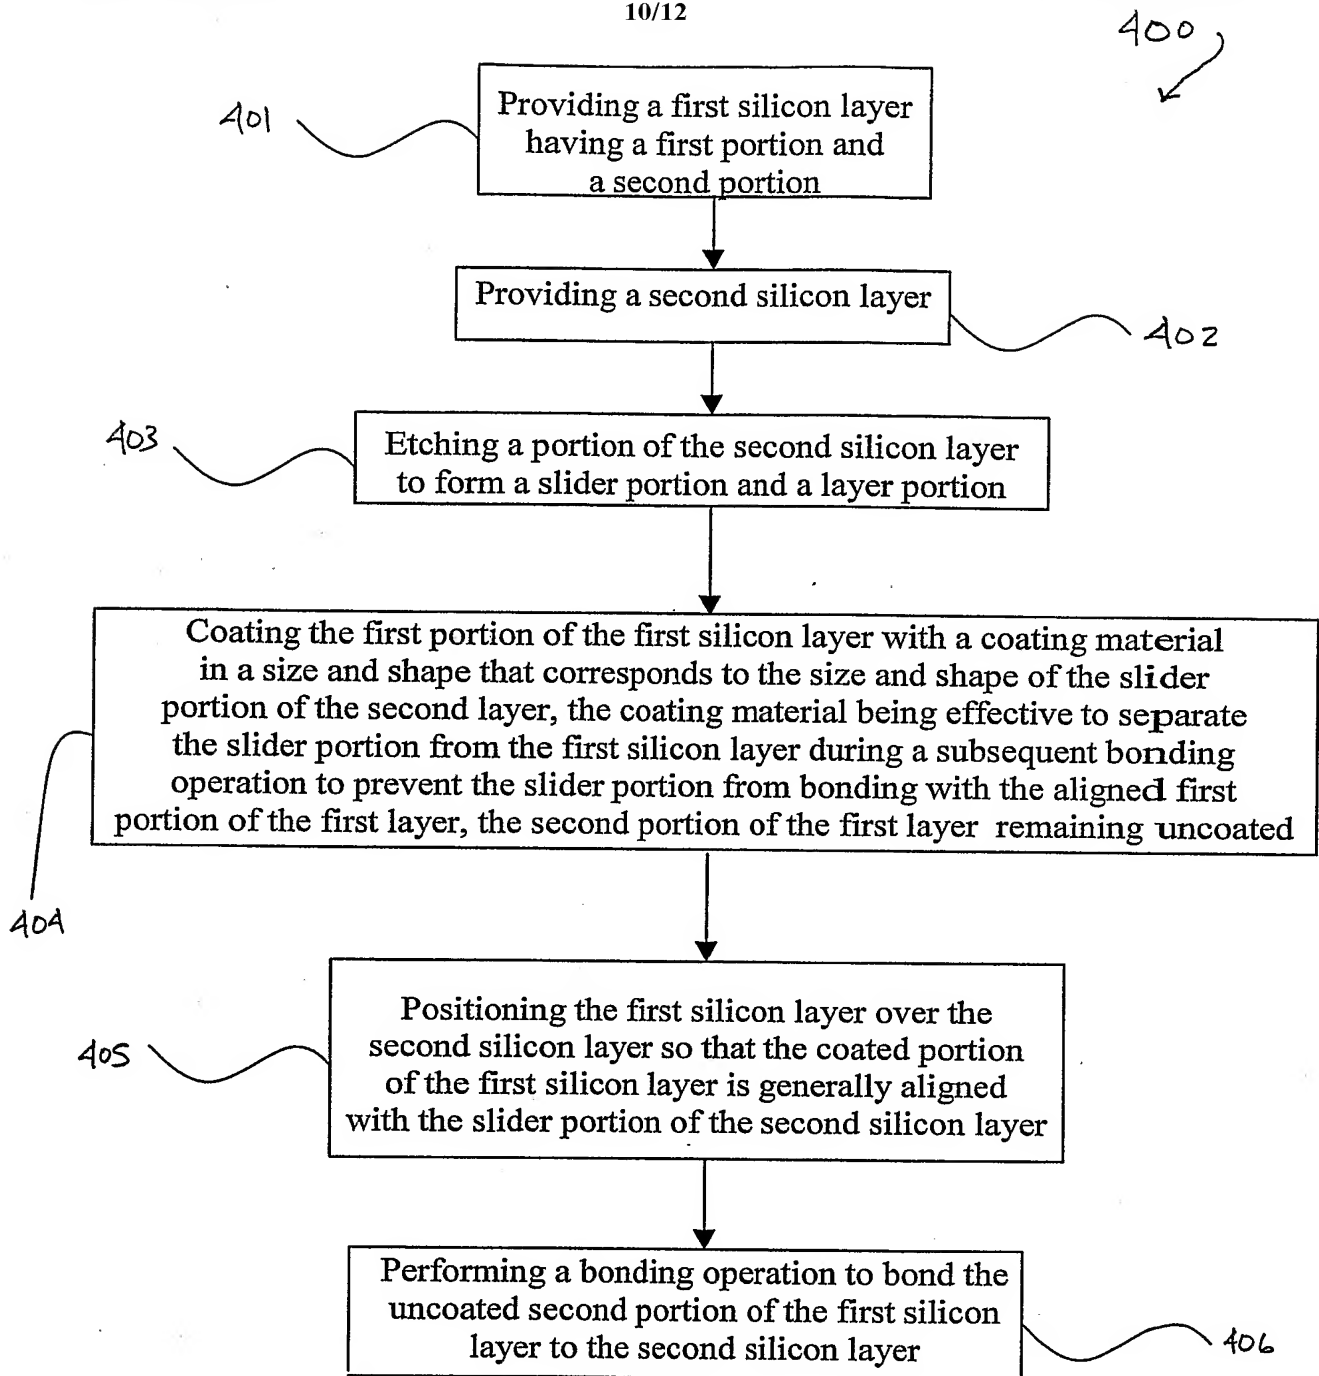 10/12
400
401
Providing a first silicon layer
having a first portion and
a second portion
Providing a second silicon layer
402
403
Etching a portion of the second silicon layer
to form a slider portion and a layer portion
Coating the first portion of the first silicon layer with a coating material
in a size and shape that corresponds to the size and shape of the slider
portion of the second layer, the coating material being effective to separate
the slider portion from the first silicon layer during a subsequent bonding
operation to prevent the slider portion from bonding with the aligned first
portion of the first layer, the second portion of the first layer remaining uncoated
404
Positioning the first silicon layer over the
second silicon layer so that the coated portion
of the first silicon layer is generally aligned
with the slider portion of the second silicon layer
405
Performing a bonding operation to bond the
uncoated second portion of the first silicon
layer to the second silicon layer
406